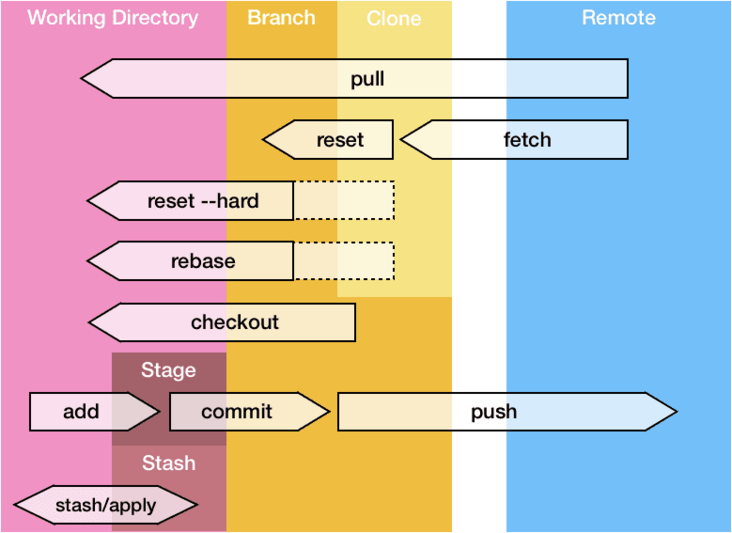 Working Directory
Branch
Clone
Remote
pull
reset
fetch
reset --hard
rebase
checkout
Stage
add
commit
push
Stash
stash/apply